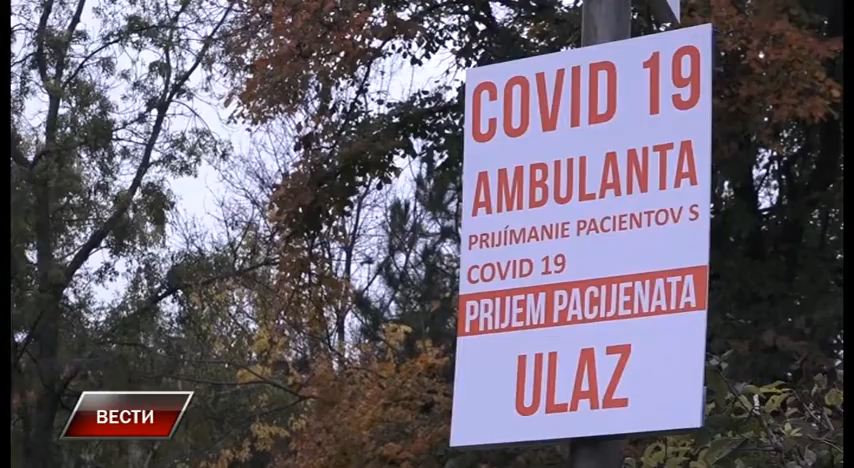 COVID 19
AMBULANTA
PRIJÍMANIE PACIENTOV S
COVID 19
PRIJEM PACIJENATA
ULAZ
ВЕСТИ